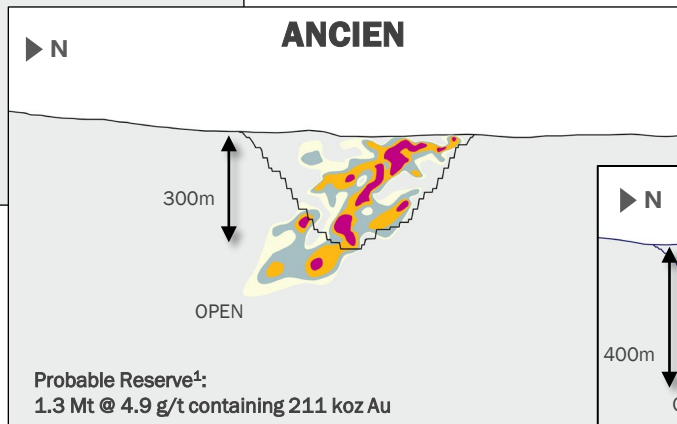 ANCIEN
N
300m
OPEN
N
400m
Probable Reserve¹:
1.3 Mt @ 4.9 g/t containing 211 koz Au